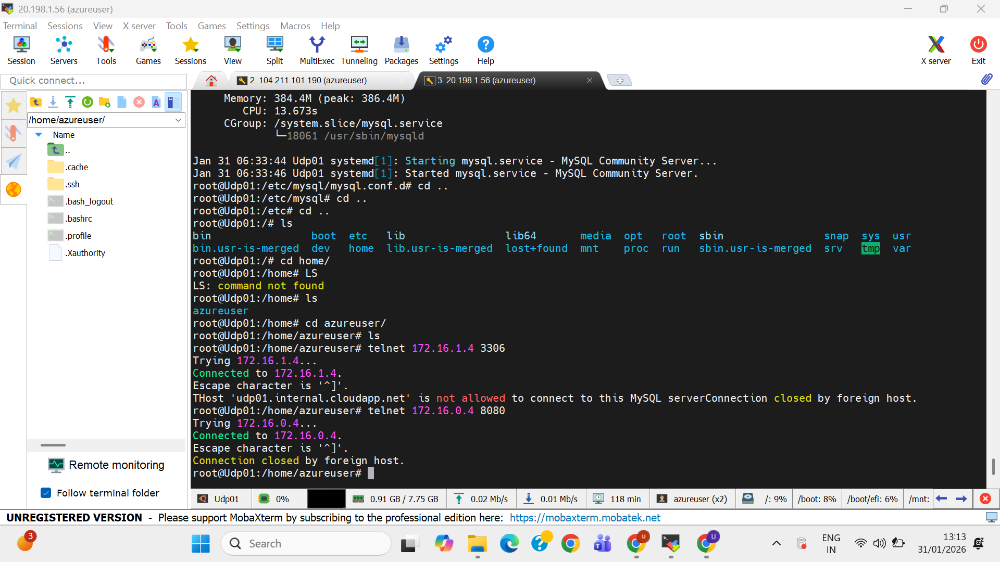 20.198.1.56 (azureuser)
Terminal Sessions View X server Tools Games Settings Macros Help
Session Servers Tools Games Sessions View Split MultiExec Tunneling Packages Settings Help X server Exit
Quick connect...
2. 104.211.101.190 (azureuser)
3. 20.198.1.56 (azureuser)
/home/azureuser/
Name
..
.cache
.ssh
.bash_logout
.bashrc
.profile
.Xauthority
Remote monitoring
Follow terminal folder
Memory: 384.4M (peak: 386.4M)
CPU: 13.673s
CGroup: /system.slice/mysql.service
└─18061 /usr/sbin/mysqld
Jan 31 06:33:44 Udp01 systemd[1]: Starting mysql.service - MySQL Community Server...
Jan 31 06:33:46 Udp01 systemd[1]: Started mysql.service - MySQL Community Server.
root@Udp01:/etc/mysql/mysql.conf.d# cd ..
root@Udp01:/etc/mysql# cd ..
root@Udp01:/etc# cd ..
root@Udp01:/# ls
bin boot etc lib lib64 media opt root sbin snap sys usr
bin.usr-is-merged dev home lib.usr-is-merged lost+found mnt proc run sbin.usr-is-merged srv tmp var
root@Udp01:/# cd home/
root@Udp01:/home# LS
LS: command not found
root@Udp01:/home# ls
azureuser
root@Udp01:/home# cd azureuser/
root@Udp01:/home/azureuser# ls
root@Udp01:/home/azureuser# telnet 172.16.1.4 3306
Trying 172.16.1.4...
Connected to 172.16.1.4.
Escape character is '^]'.
THost 'udp01.internal.cloudapp.net' is not allowed to connect to this MySQL serverConnection closed by foreign host.
root@Udp01:/home/azureuser# telnet 172.16.0.4 8080
Trying 172.16.0.4...
Connected to 172.16.0.4.
Escape character is '^]'.
Connection closed by foreign host.
root@Udp01:/home/azureuser#
Udp01 0% 0.91 GB / 7.75 GB 0.02 Mb/s 0.01 Mb/s 118 min azureuser (x2) /: 9% /boot: 8% /boot/efi: 6% /mnt:
UNREGISTERED VERSION - Please support MobaXterm by subscribing to the professional edition here: https://mobaxterm.mobatek.net
3
Search
U
U
ENG
IN
13:13
31/01/2026